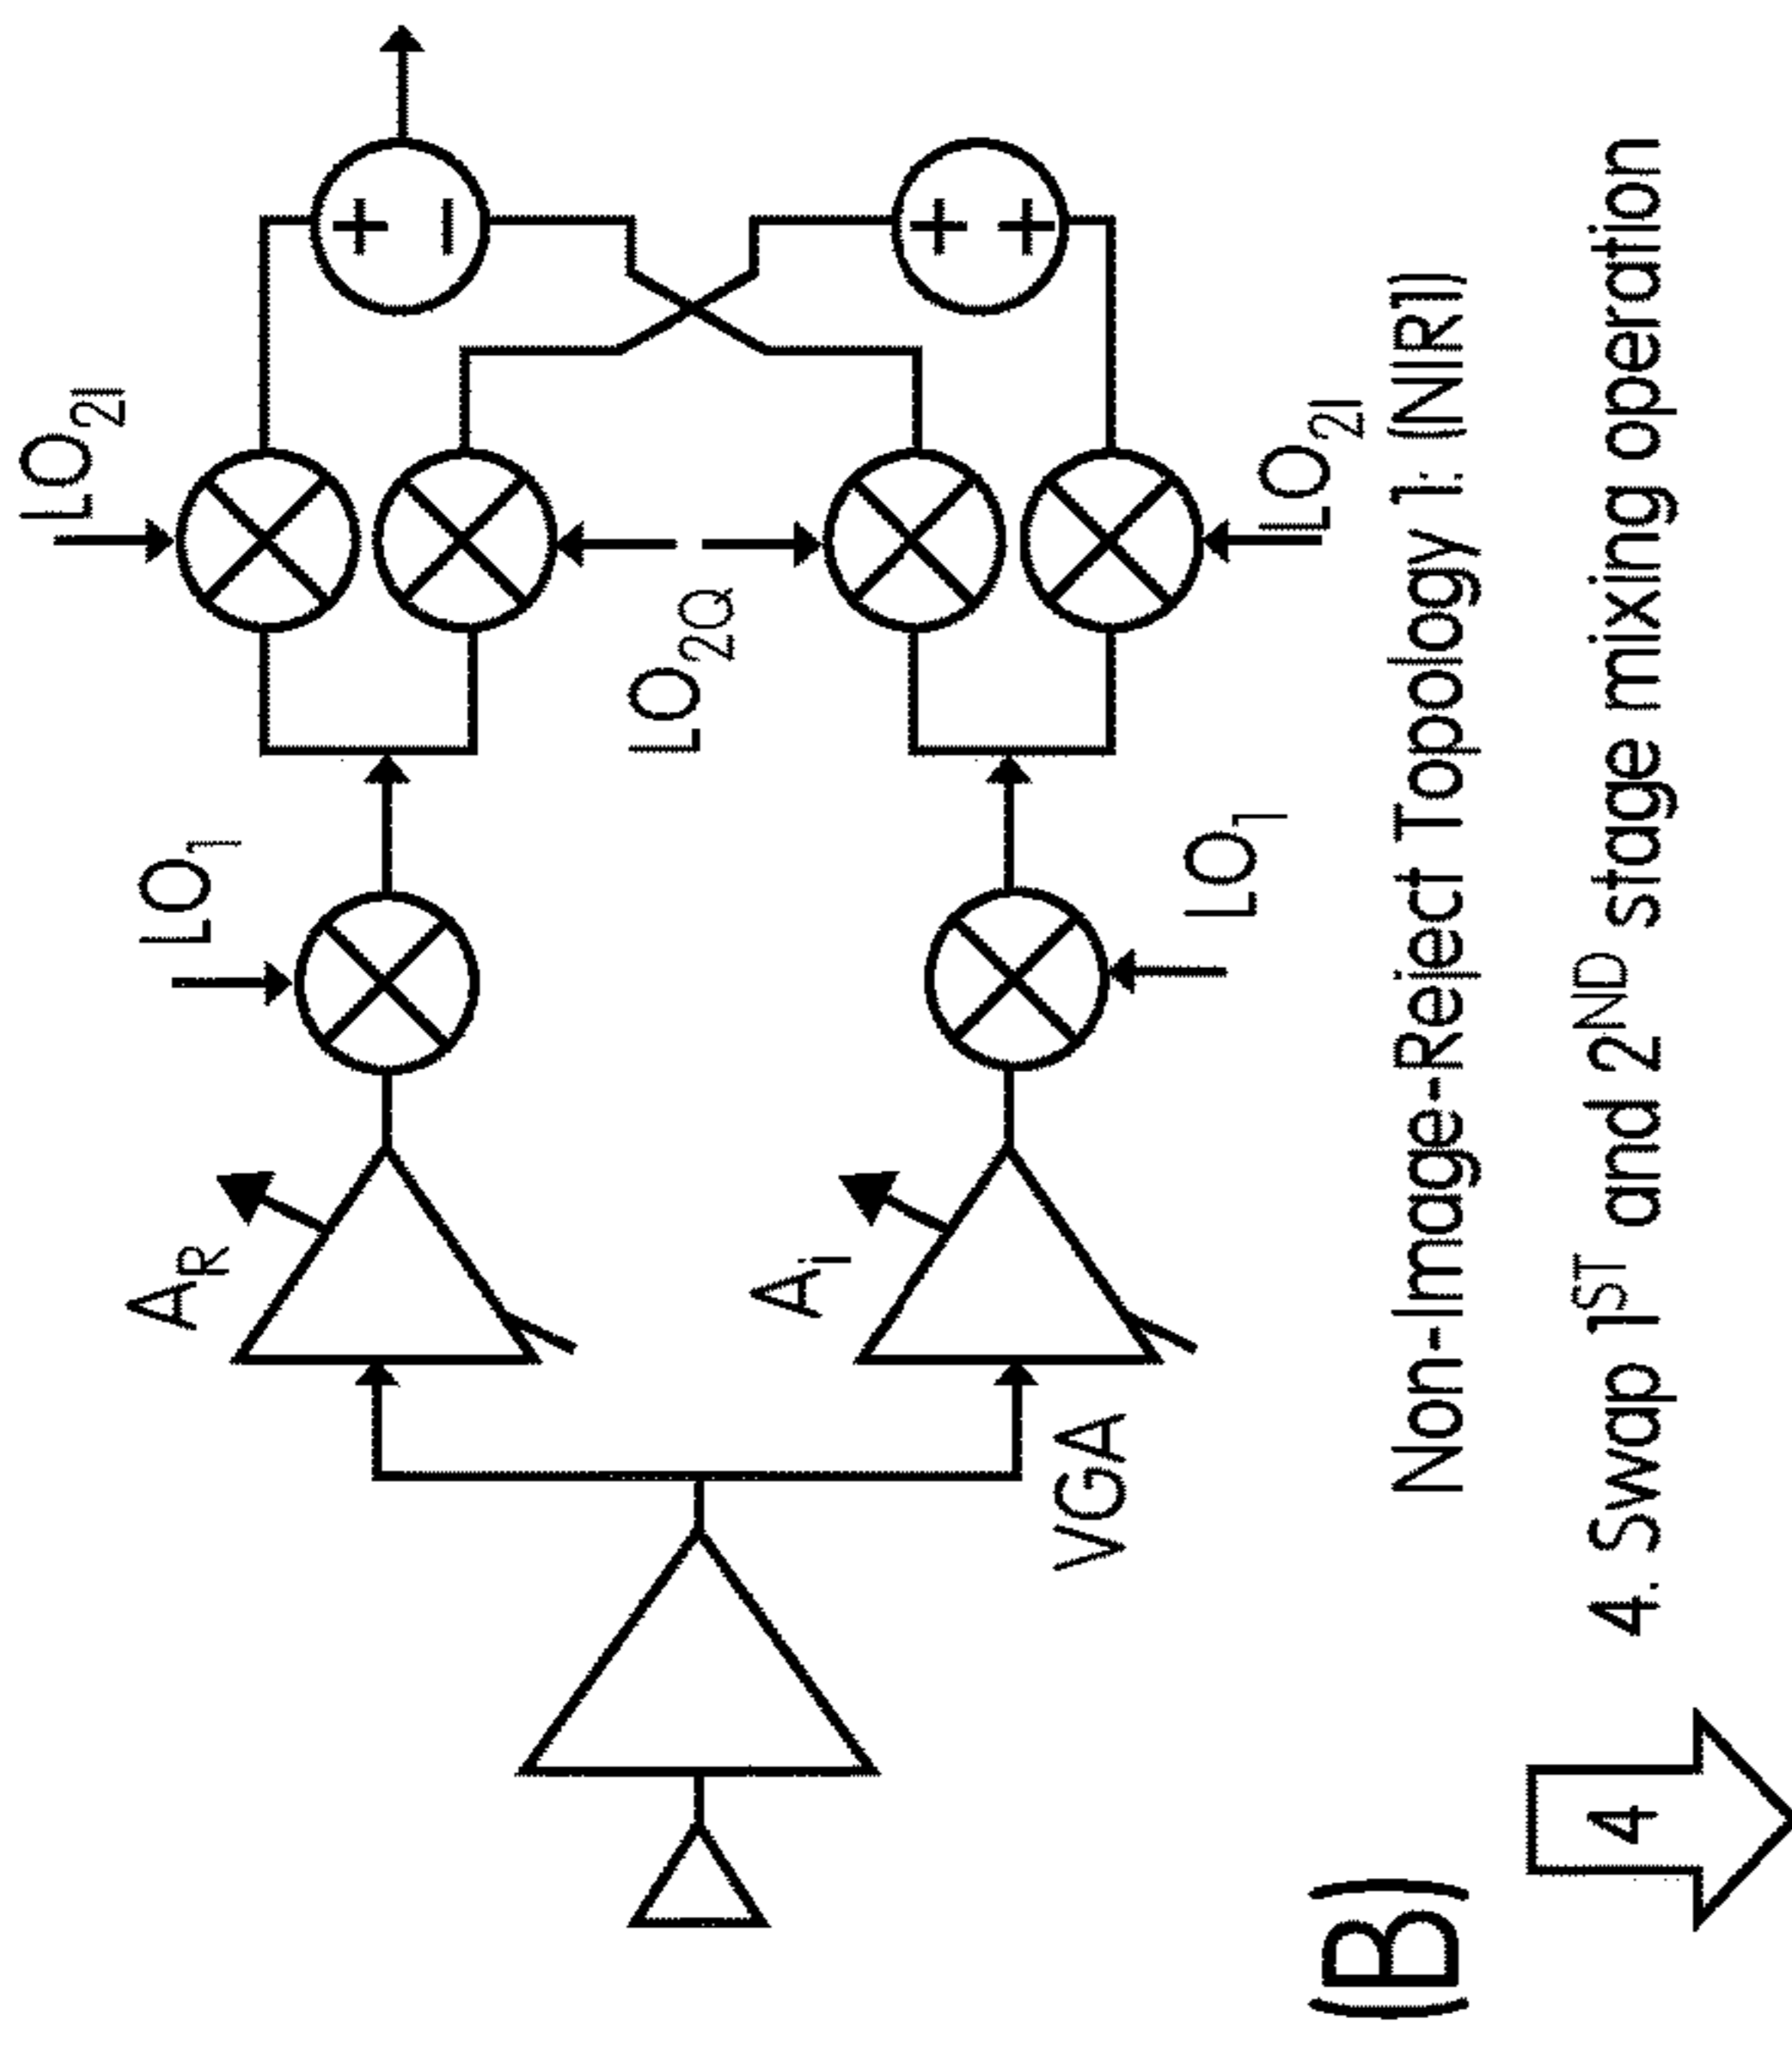 LO2I
LO1
AR
LO2Q
Ai
LO2I
LO1
VGA
(B)
Non-Image-Reject Topology 1: (NIR1)
4
4. Swap 1ST and 2ND stage mixing operation
+
−
+
+